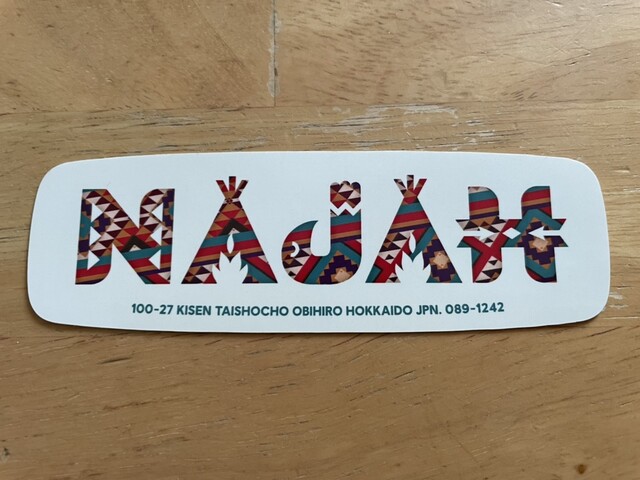 NAJAH
100-27 KISEN TAISHOCHO OBIHIRO HOKKAIDO JPN. 089-1242